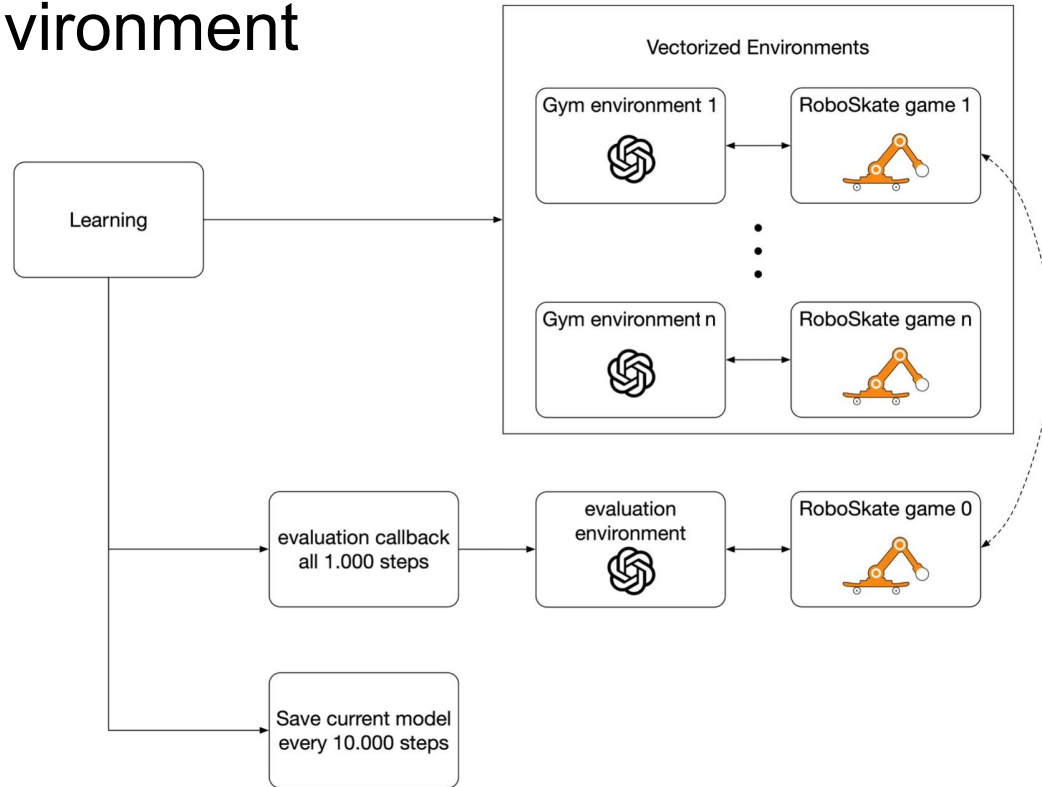 vironment
Vectorized Environments
Gym environment 1
RoboSkate game 1
Learning
Gym environment n
RoboSkate game n
evaluation callback
all 1.000 steps
evaluation
environment
RoboSkate game 0
Save current model
every 10.000 steps